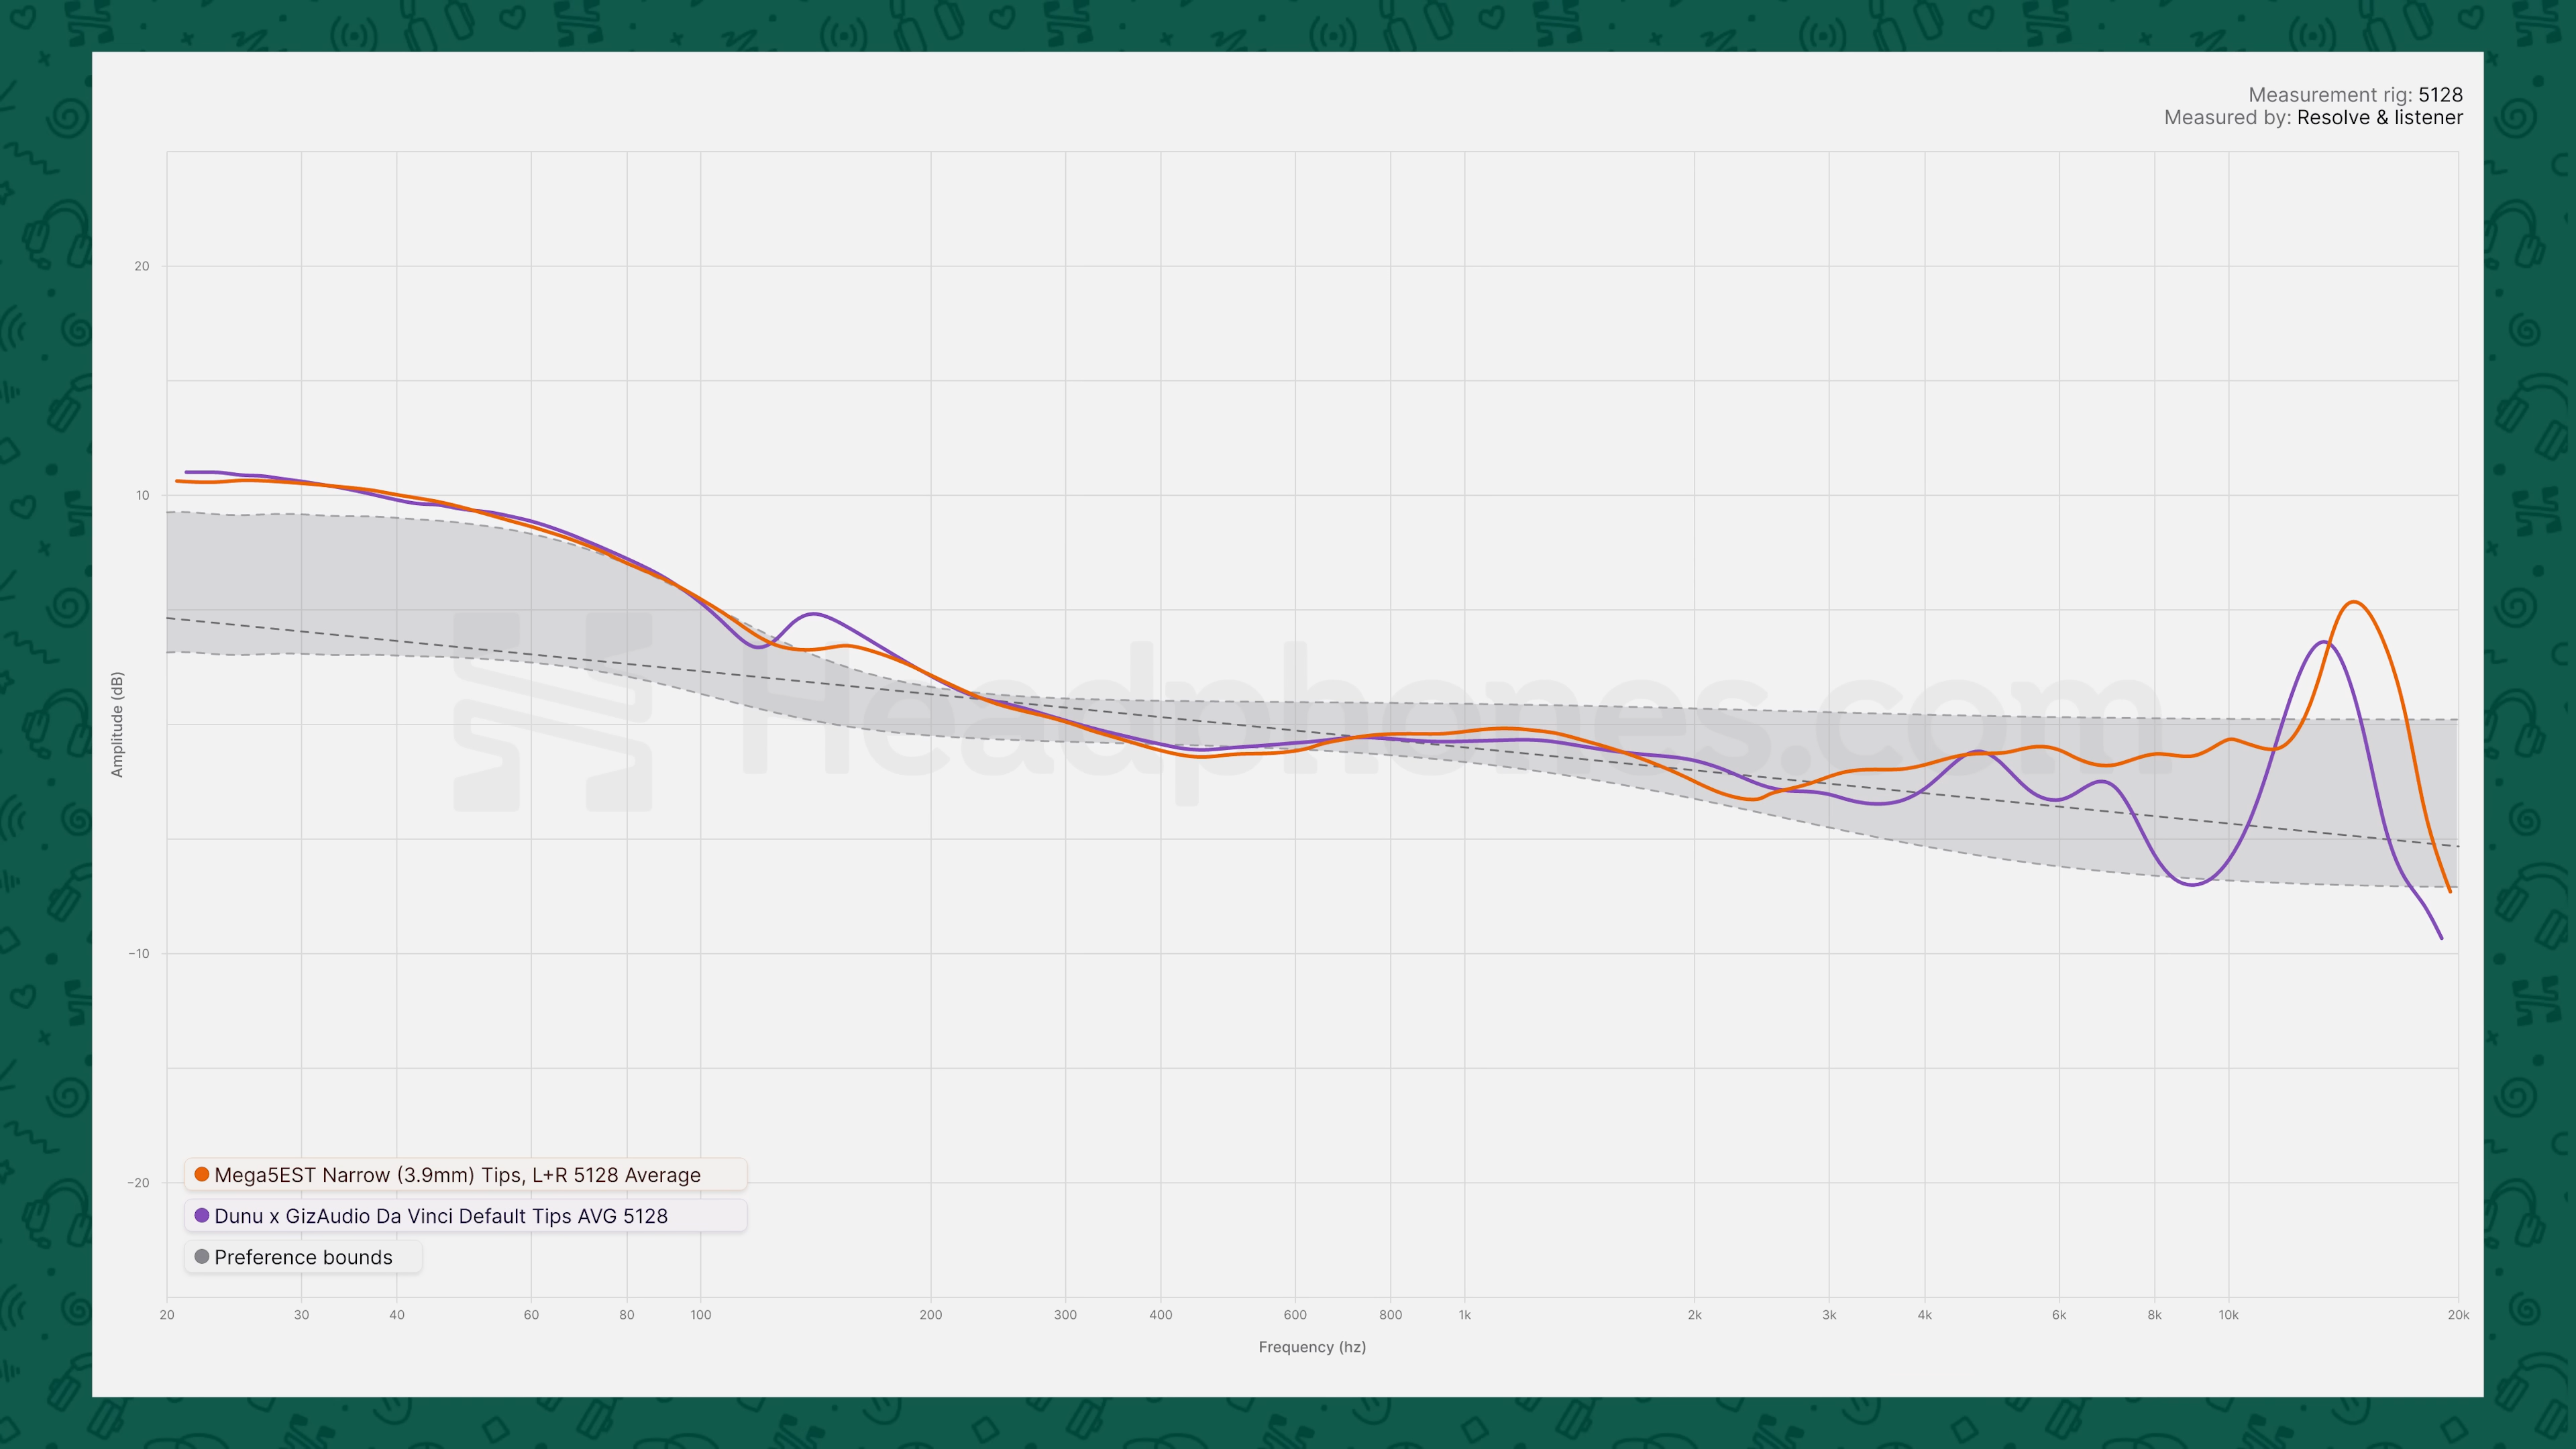 Measurement rig: 5128
Measured by: Resolve & listener
20
10
Amplitude (dB)
Headphones.com
−10
−20
Mega5EST Narrow (3.9mm) Tips, L+R 5128 Average
Dunu x GizAudio Da Vinci Default Tips AVG 5128
Preference bounds
20 30 40 60 80 100 200 300 400 600 800 1k 2k 3k 4k 6k 8k 10k 20k
Frequency (hz)